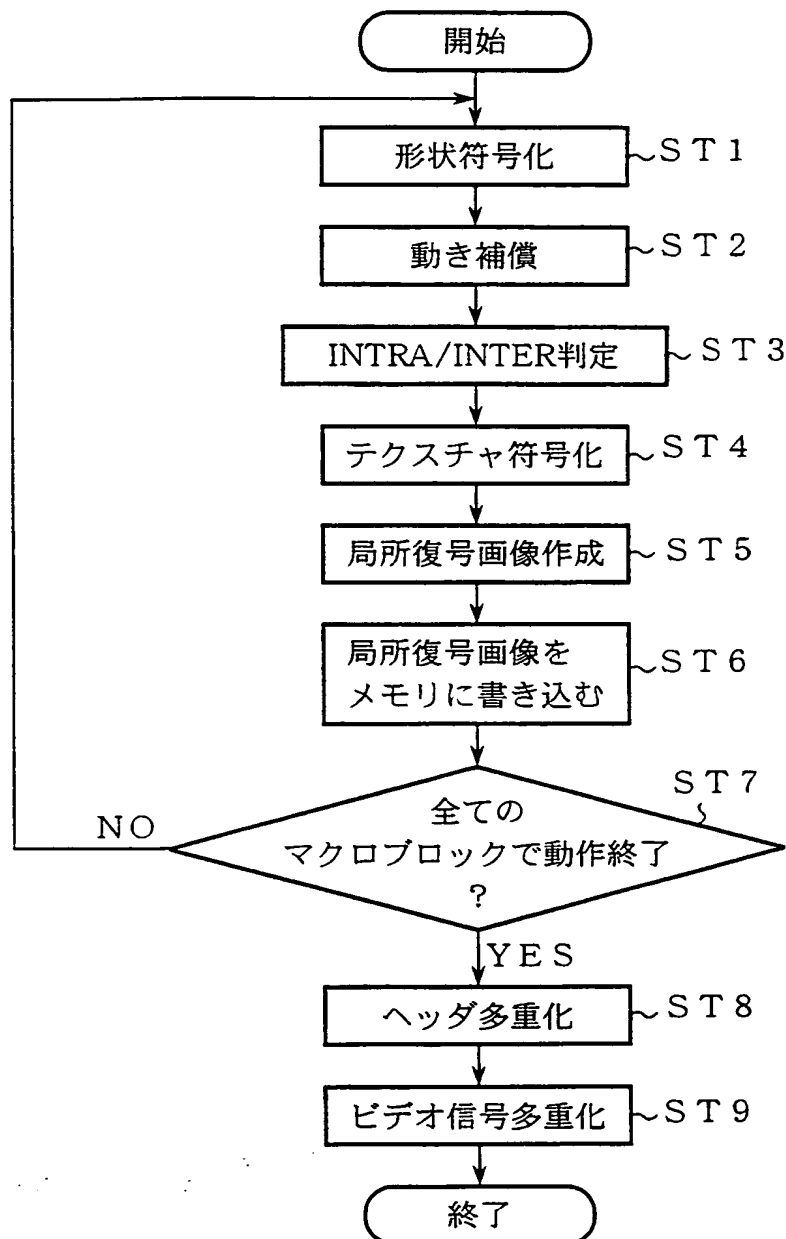 開始
形状符号化
ST1
動き補償
ST2
INTRA/INTER判定
ST3
テクスチャ符号化
ST4
局所復号画像作成
ST5
局所復号画像を
メモリに書き込む
ST6
ST7
全ての
マクロブロックで動作終了
?
NO
YES
ヘッダ多重化
ST8
ビデオ信号多重化
ST9
終了